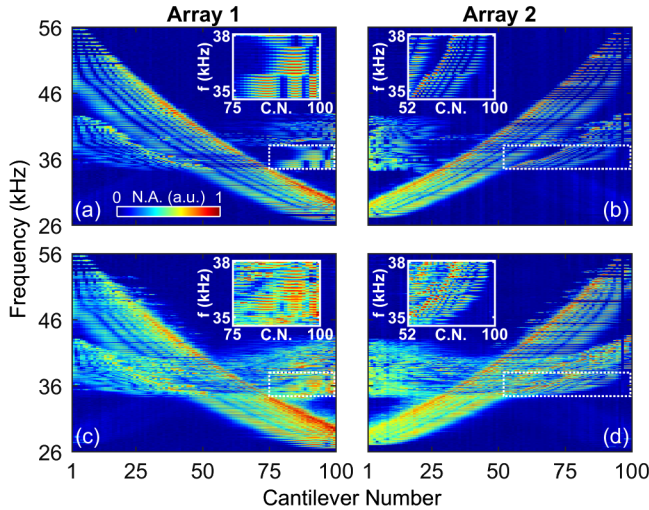 Array 1
Array 2
56
46
36
26
38
35
f (kHz)
75 C.N. 100
0 N.A. (a.u.) 1
(a)
38
35
f (kHz)
52 C.N. 100
(b)
Frequency (kHz)
56
46
36
26
38
35
f (kHz)
75 C.N. 100
(c)
38
35
f (kHz)
52 C.N. 100
(d)
1 25 50 75 100
1 25 50 75 100
Cantilever Number